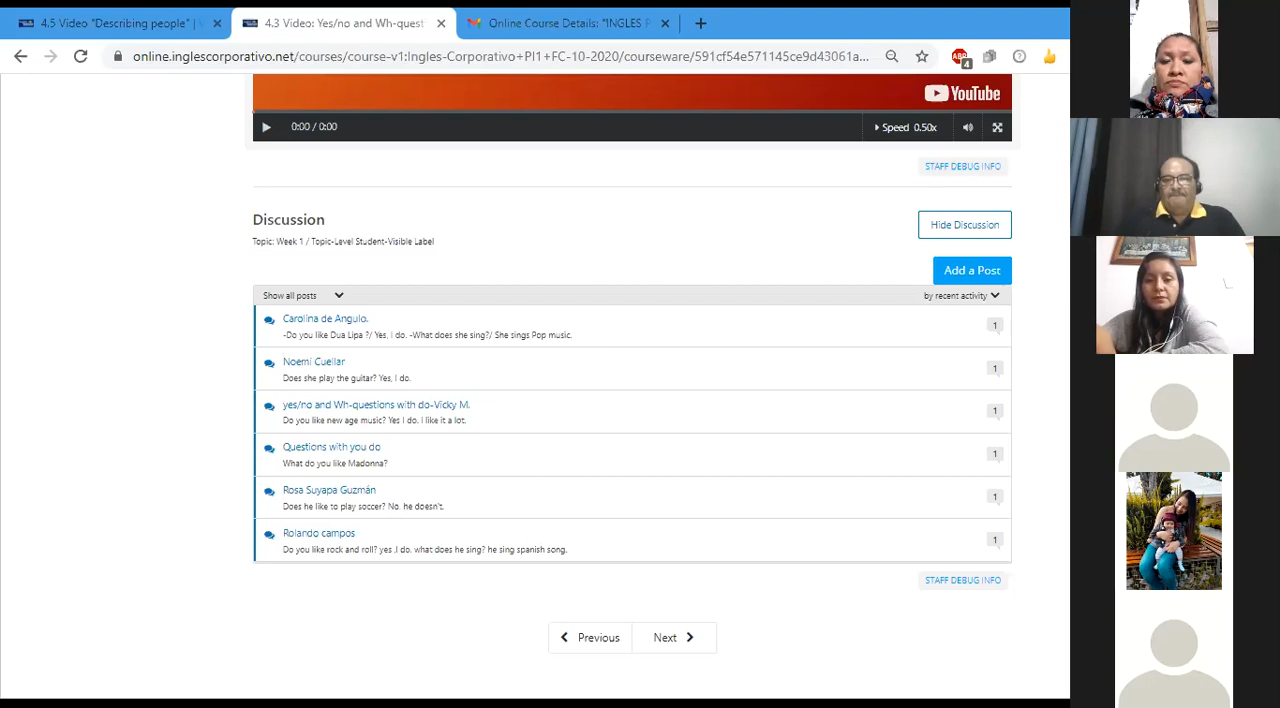 4.5 Video "Describing people" | V
4.3 Video: Yes/no and Wh-quest
Online Course Details: "INGLES P
online.inglescorporativo.net/courses/course-v1:Ingles-Corporativo+PI1+FC-10-2020/courseware/591cf54e571145ce9d43061a...
ABP
4
YouTube
0:00 / 0:00
Speed 0.50x
STAFF DEBUG INFO
Discussion
Hide Discussion
Topic: Week 1 / Topic-Level Student-Visible Label
Add a Post
Show all posts
by recent activity
Carolina de Angulo.
-Do you like Dua Lipa ?/ Yes, I do. -What does she sing?/ She sings Pop music.
1
Noemí Cuellar
Does she play the guitar? Yes, I do.
1
yes/no and Wh-questions with do-Vicky M.
Do you like new age music? Yes I do. I like it a lot.
1
Questions with you do
What do you like Madonna?
1
Rosa Suyapa Guzmán
Does he like to play soccer? No, he doesn't.
1
Rolando campos
Do you like rock and roll? yes ,I do. what does he sing? he sing spanish song.
1
STAFF DEBUG INFO
Previous
Next